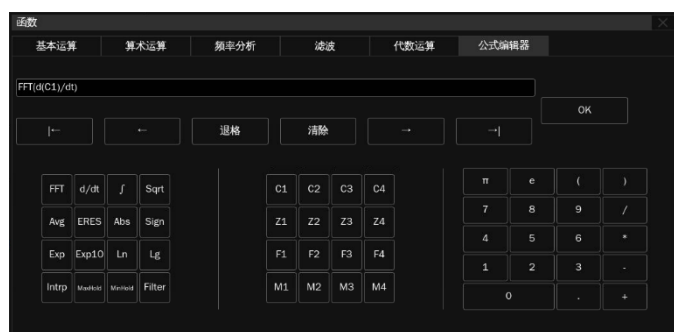 函数
基本运算 算术运算 频率分析 滤波 代数运算 公式编辑器
FFT(d(C1)/dt)
OK
|← ← 退格 清除 → →|
FFT d/dt ∫ Sqrt C1 C2 C3 C4 π e ( )
Avg ERES Abs Sign Z1 Z2 Z3 Z4 7 8 9 /
Exp Exp10 Ln Lg F1 F2 F3 F4 4 5 6 *
Intrp MaxHold MinHold Filter M1 M2 M3 M4 1 2 3 -
0 . +